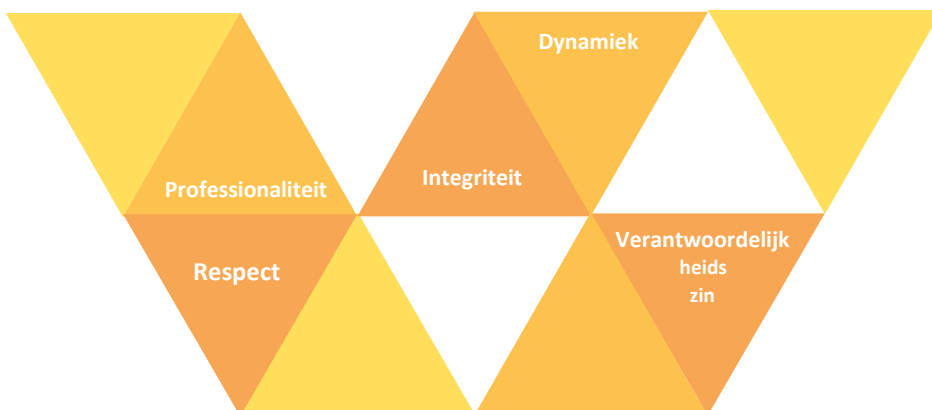 Dynamiek
Professionaliteit
Integriteit
Respect
Verantwoordelijk
heids
zin